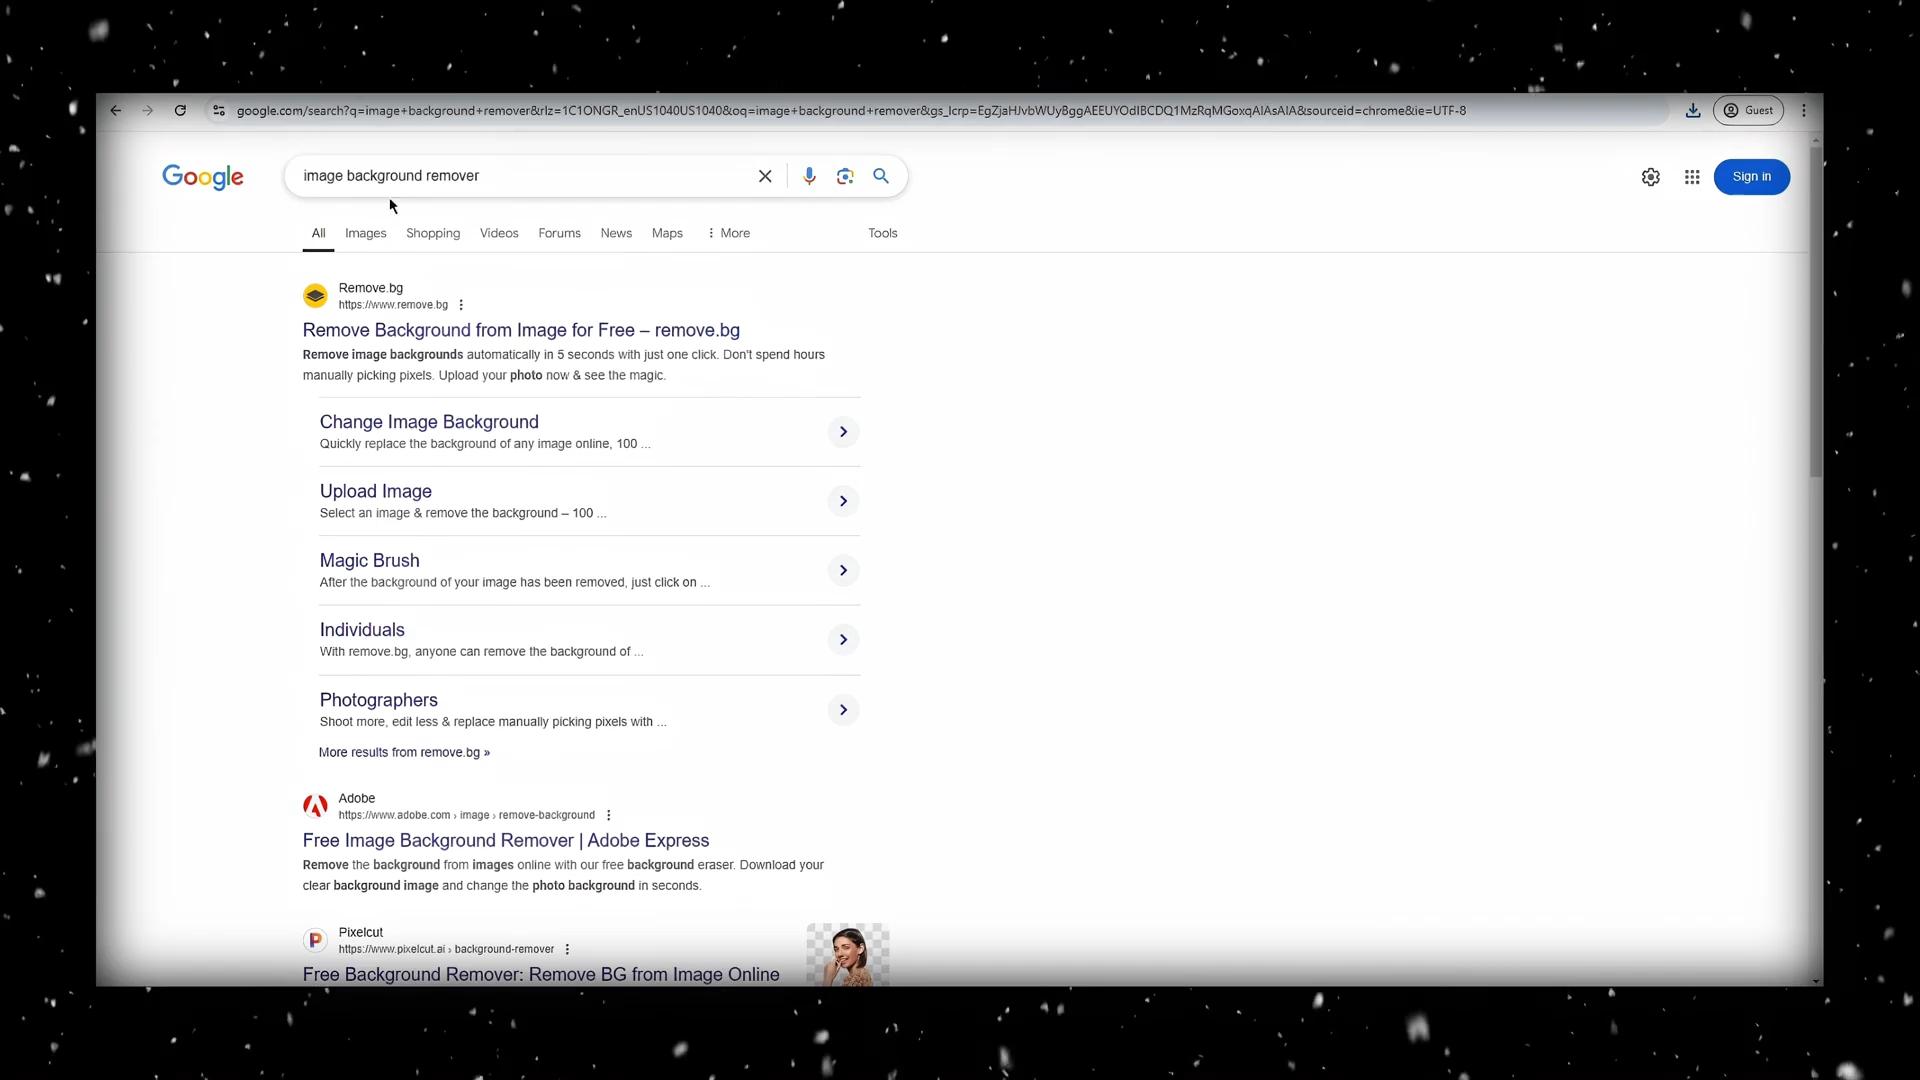 google.com/search?q=image+background+remover&rlz=1C1ONGR_enUS1040US1040&oq=image+background+remover&gs_lcrp=EgZjaHJvbWUyBggAEEUYOdIBCDQ1MzRqMGoxqAIAsAIA&sourceid=chrome&ie=UTF-8
Guest
Google
image background remover
Sign in
All Images Shopping Videos Forums News Maps More Tools
Remove.bg
https://www.remove.bg
Remove Background from Image for Free – remove.bg
Remove image backgrounds automatically in 5 seconds with just one click. Don't spend hours
manually picking pixels. Upload your photo now & see the magic.
Change Image Background
Quickly replace the background of any image online, 100 ...
Upload Image
Select an image & remove the background – 100 ...
Magic Brush
After the background of your image has been removed, just click on ...
Individuals
With remove.bg, anyone can remove the background of ...
Photographers
Shoot more, edit less & replace manually picking pixels with ...
More results from remove.bg »
Adobe
https://www.adobe.com › image › remove-background
Free Image Background Remover | Adobe Express
Remove the background from images online with our free background eraser. Download your
clear background image and change the photo background in seconds.
Pixelcut
https://www.pixelcut.ai › background-remover
Free Background Remover: Remove BG from Image Online